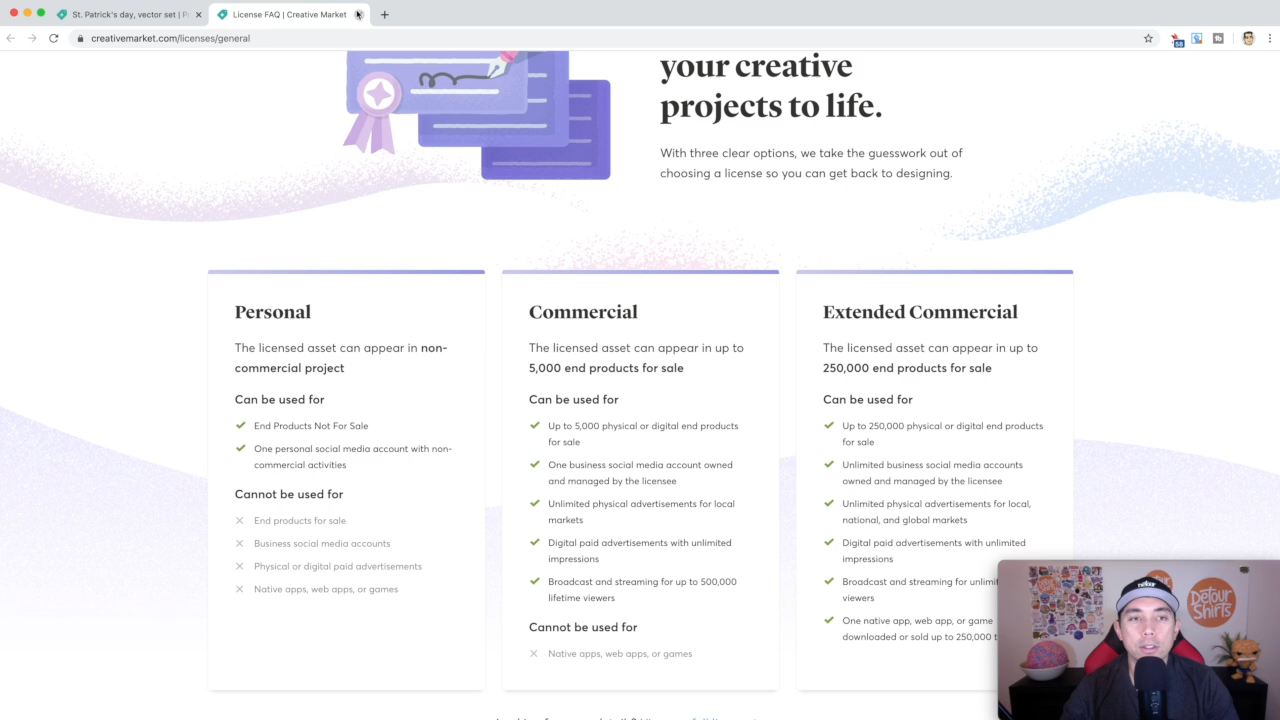 St. Patrick's day, vector set | P
License FAQ | Creative Market
creativemarket.com/licenses/general
your creative
projects to life.
With three clear options, we take the guesswork out of
choosing a license so you can get back to designing.
Personal
The licensed asset can appear in non-
commercial project
Can be used for
End Products Not For Sale
One personal social media account with non-
commercial activities
Cannot be used for
End products for sale
Business social media accounts
Physical or digital paid advertisements
Native apps, web apps, or games
Commercial
The licensed asset can appear in up to
5,000 end products for sale
Can be used for
Up to 5,000 physical or digital end products
for sale
One business social media account owned
and managed by the licensee
Unlimited physical advertisements for local
markets
Digital paid advertisements with unlimited
impressions
Broadcast and streaming for up to 500,000
lifetime viewers
Cannot be used for
Native apps, web apps, or games
Extended Commercial
The licensed asset can appear in up to
250,000 end products for sale
Can be used for
Up to 250,000 physical or digital end products
for sale
Unlimited business social media accounts
owned and managed by the licensee
Unlimited physical advertisements for local,
national, and global markets
Digital paid advertisements with unlimited
impressions
Broadcast and streaming for unlimit
viewers
One native app, web app, or game
downloaded or sold up to 250,000 t
DETOUR
SHIRTS